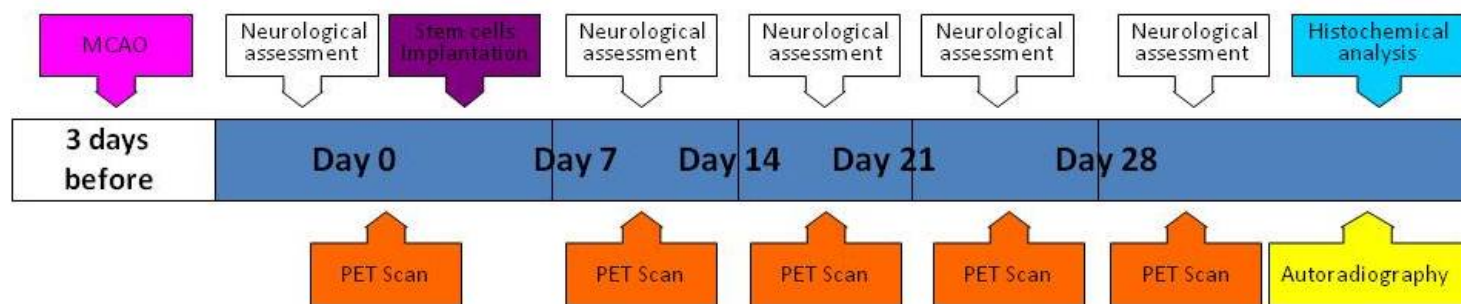 MCAO
Neurological
assessment
Stem cells
Implantation
Neurological
assessment
Neurological
assessment
Neurological
assessment
Neurological
assessment
Histochemical
analysis
3 days
before
Day 0
Day 7
Day 14
Day 21
Day 28
PET Scan
PET Scan
PET Scan
PET Scan
PET Scan
Autoradiography